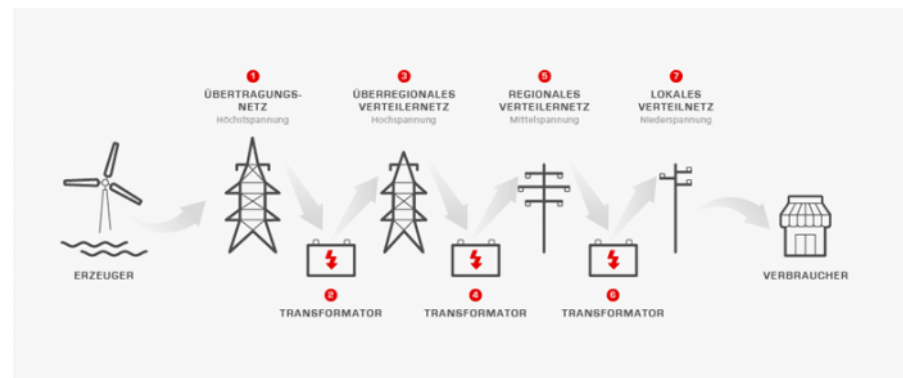 1
ÜBERTRAGUNGS-
NETZ
Höchstspannung
3
ÜBERREGIONALES
VERTEILERNETZ
Hochspannung
5
REGIONALES
VERTEILERNETZ
Mittelspannung
7
LOKALES
VERTEILNETZ
Niederspannung
ERZEUGER
2
TRANSFORMATOR
4
TRANSFORMATOR
6
TRANSFORMATOR
VERBRAUCHER